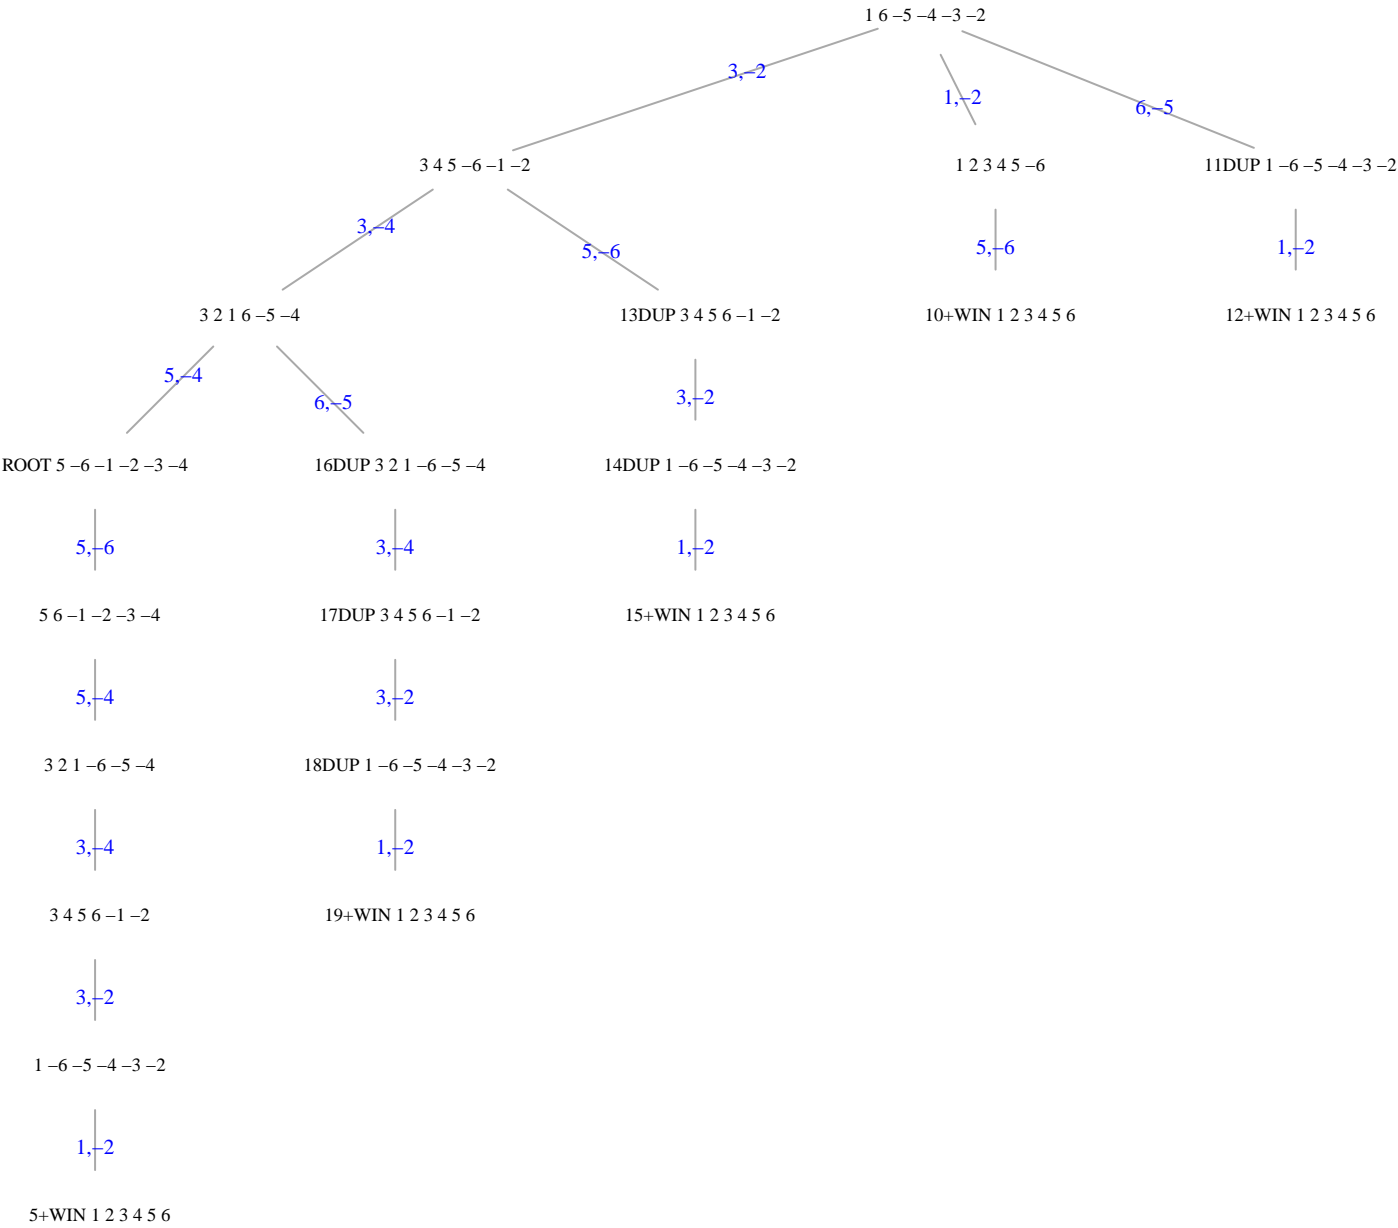 1 6 –5 –4 –3 –2
3,–2
1,–2
6,–5
3 4 5 –6 –1 –2
1 2 3 4 5 –6
11DUP 1 –6 –5 –4 –3 –2
3,–4
5,–6
5,–6
1,–2
3 2 1 6 –5 –4
13DUP 3 4 5 6 –1 –2
10+WIN 1 2 3 4 5 6
12+WIN 1 2 3 4 5 6
5,–4
6,–5
3,–2
ROOT 5 –6 –1 –2 –3 –4
16DUP 3 2 1 –6 –5 –4
14DUP 1 –6 –5 –4 –3 –2
5,–6
3,–4
1,–2
5 6 –1 –2 –3 –4
17DUP 3 4 5 6 –1 –2
15+WIN 1 2 3 4 5 6
5,–4
3,–2
3 2 1 –6 –5 –4
18DUP 1 –6 –5 –4 –3 –2
3,–4
1,–2
3 4 5 6 –1 –2
19+WIN 1 2 3 4 5 6
3,–2
1 –6 –5 –4 –3 –2
1,–2
5+WIN 1 2 3 4 5 6